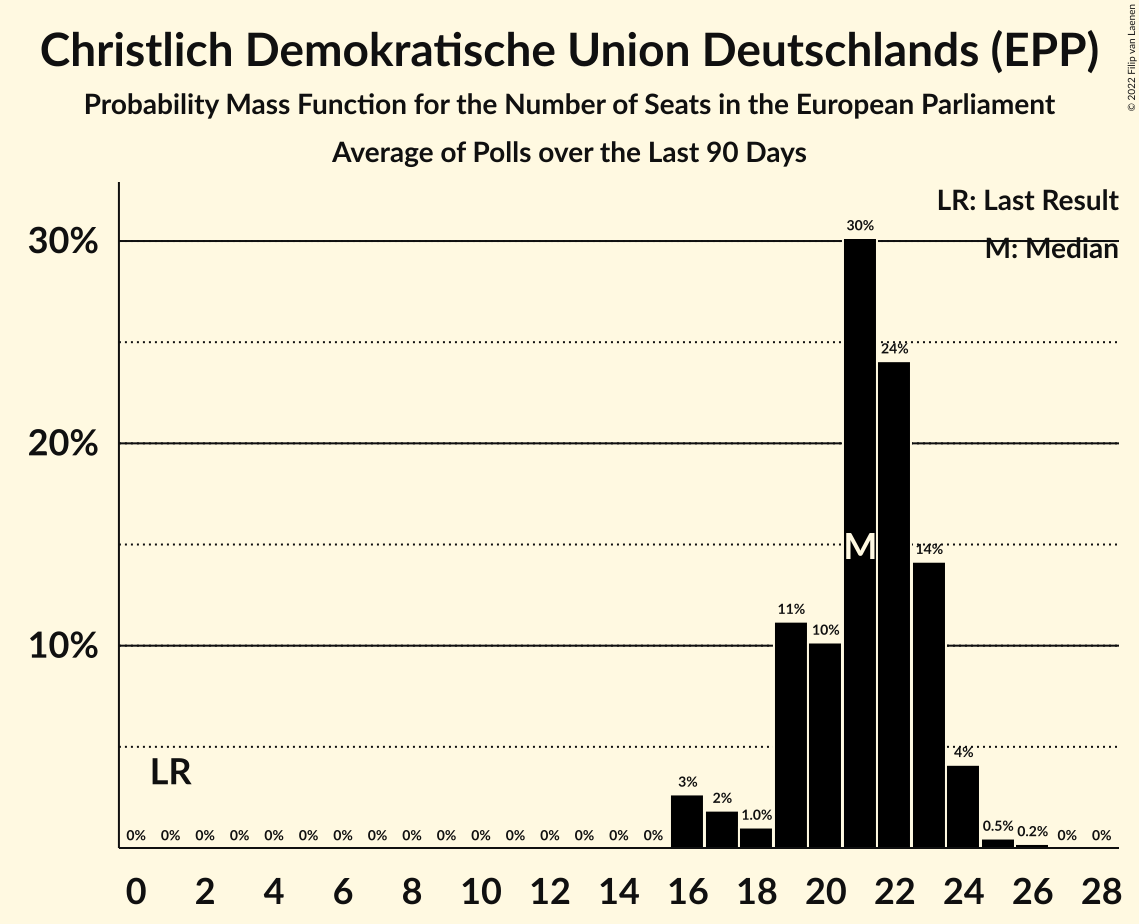 Christlich Demokratische Union Deutschlands (EPP)
Probability Mass Function for the Number of Seats in the European Parliament
Average of Polls over the Last 90 Days
© 2022 Filip van Laenen
LR: Last Result
M: Median
30%
20%
10%
LR
M
0% 0% 0% 0% 0% 0% 0% 0% 0% 0% 0% 0% 0% 0% 0% 0% 3% 2% 1.0% 11% 10% 30% 24% 14% 4% 0.5% 0.2% 0% 0%
0 2 4 6 8 10 12 14 16 18 20 22 24 26 28